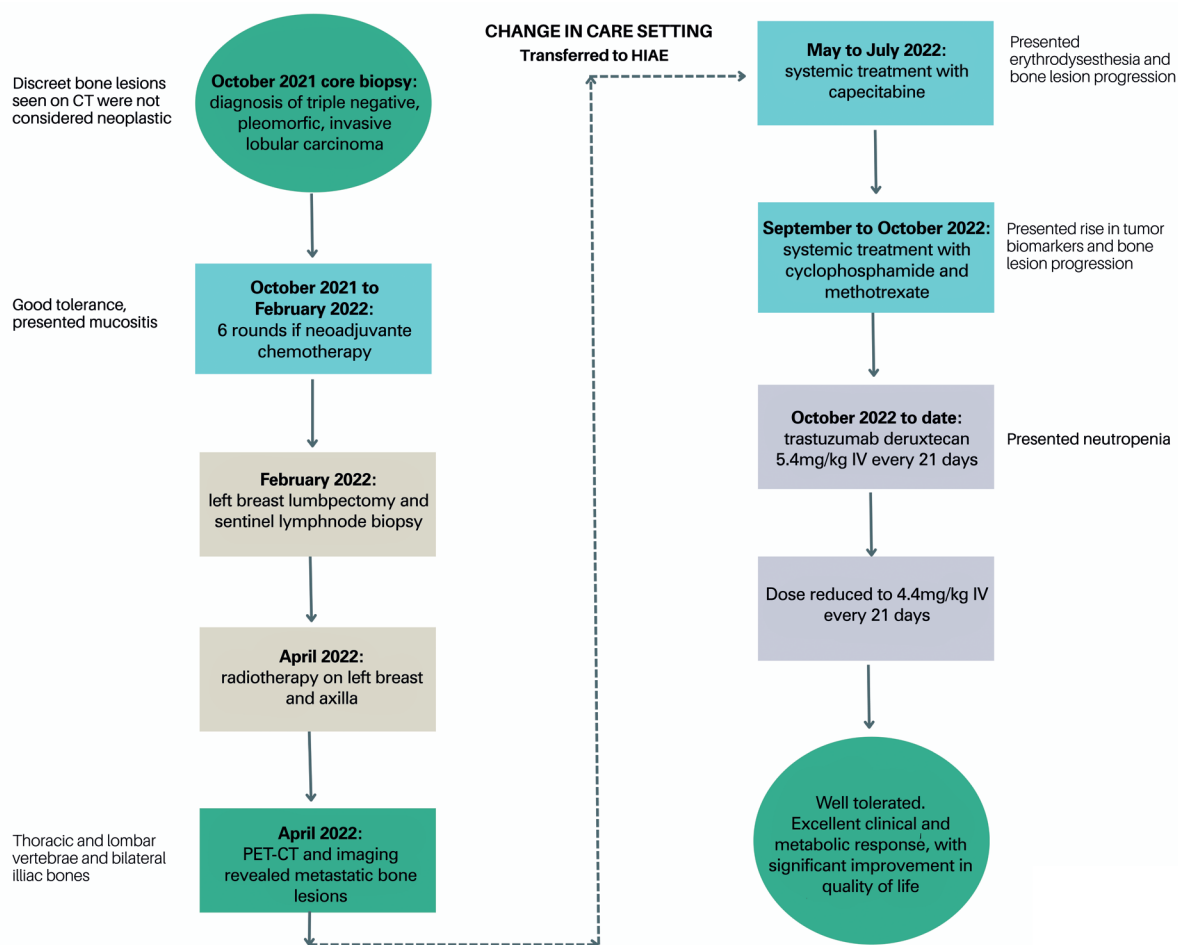 Discreet bone lesions
seen on CT were not
considered neoplastic
October 2021 core biopsy:
diagnosis of triple negative,
pleomorfic, invasive
lobular carcinoma
Good tolerance,
presented mucositis
October 2021 to
February 2022:
6 rounds if neoadjuvante
chemotherapy
February 2022:
left breast lumbpectomy and
sentinel lymphnode biopsy
April 2022:
radiotherapy on left breast
and axilla
Thoracic and lombar
vertebrae and bilateral
illiac bones
April 2022:
PET-CT and imaging
revealed metastatic bone
lesions
CHANGE IN CARE SETTING
Transferred to HIAE
May to July 2022:
systemic treatment with
capecitabine
Presented
erythrodysesthesia and
bone lesion progression
September to October 2022:
systemic treatment with
cyclophosphamide and
methotrexate
Presented rise in tumor
biomarkers and bone
lesion progression
October 2022 to date:
trastuzumab deruxtecan
5.4mg/kg IV every 21 days
Presented neutropenia
Dose reduced to 4.4mg/kg IV
every 21 days
Well tolerated.
Excellent clinical and
metabolic response, with
significant improvement in
quality of life